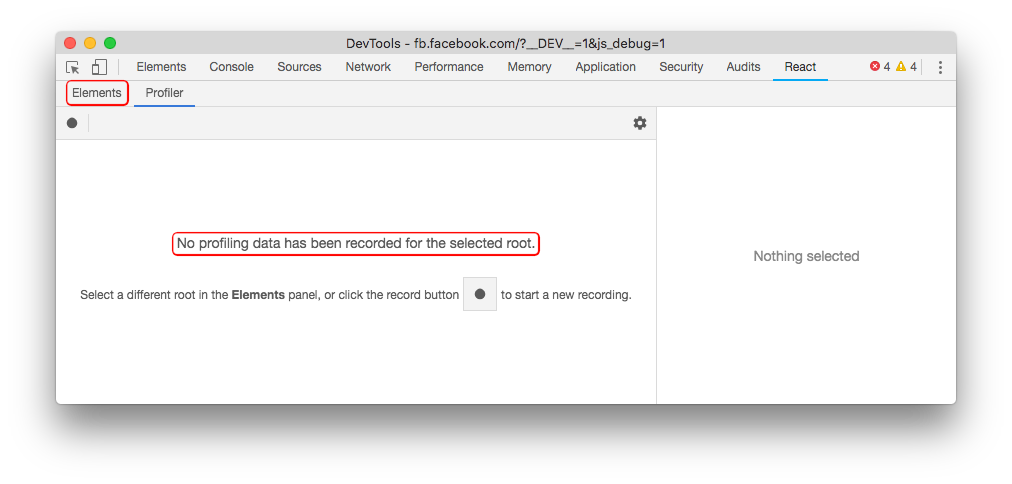 DevTools - fb.facebook.com/?__DEV__=1&js_debug=1
Elements Console Sources Network Performance Memory Application Security Audits React 4 4
Elements Profiler
No profiling data has been recorded for the selected root.
Nothing selected
Select a different root in the Elements panel, or click the record button to start a new recording.